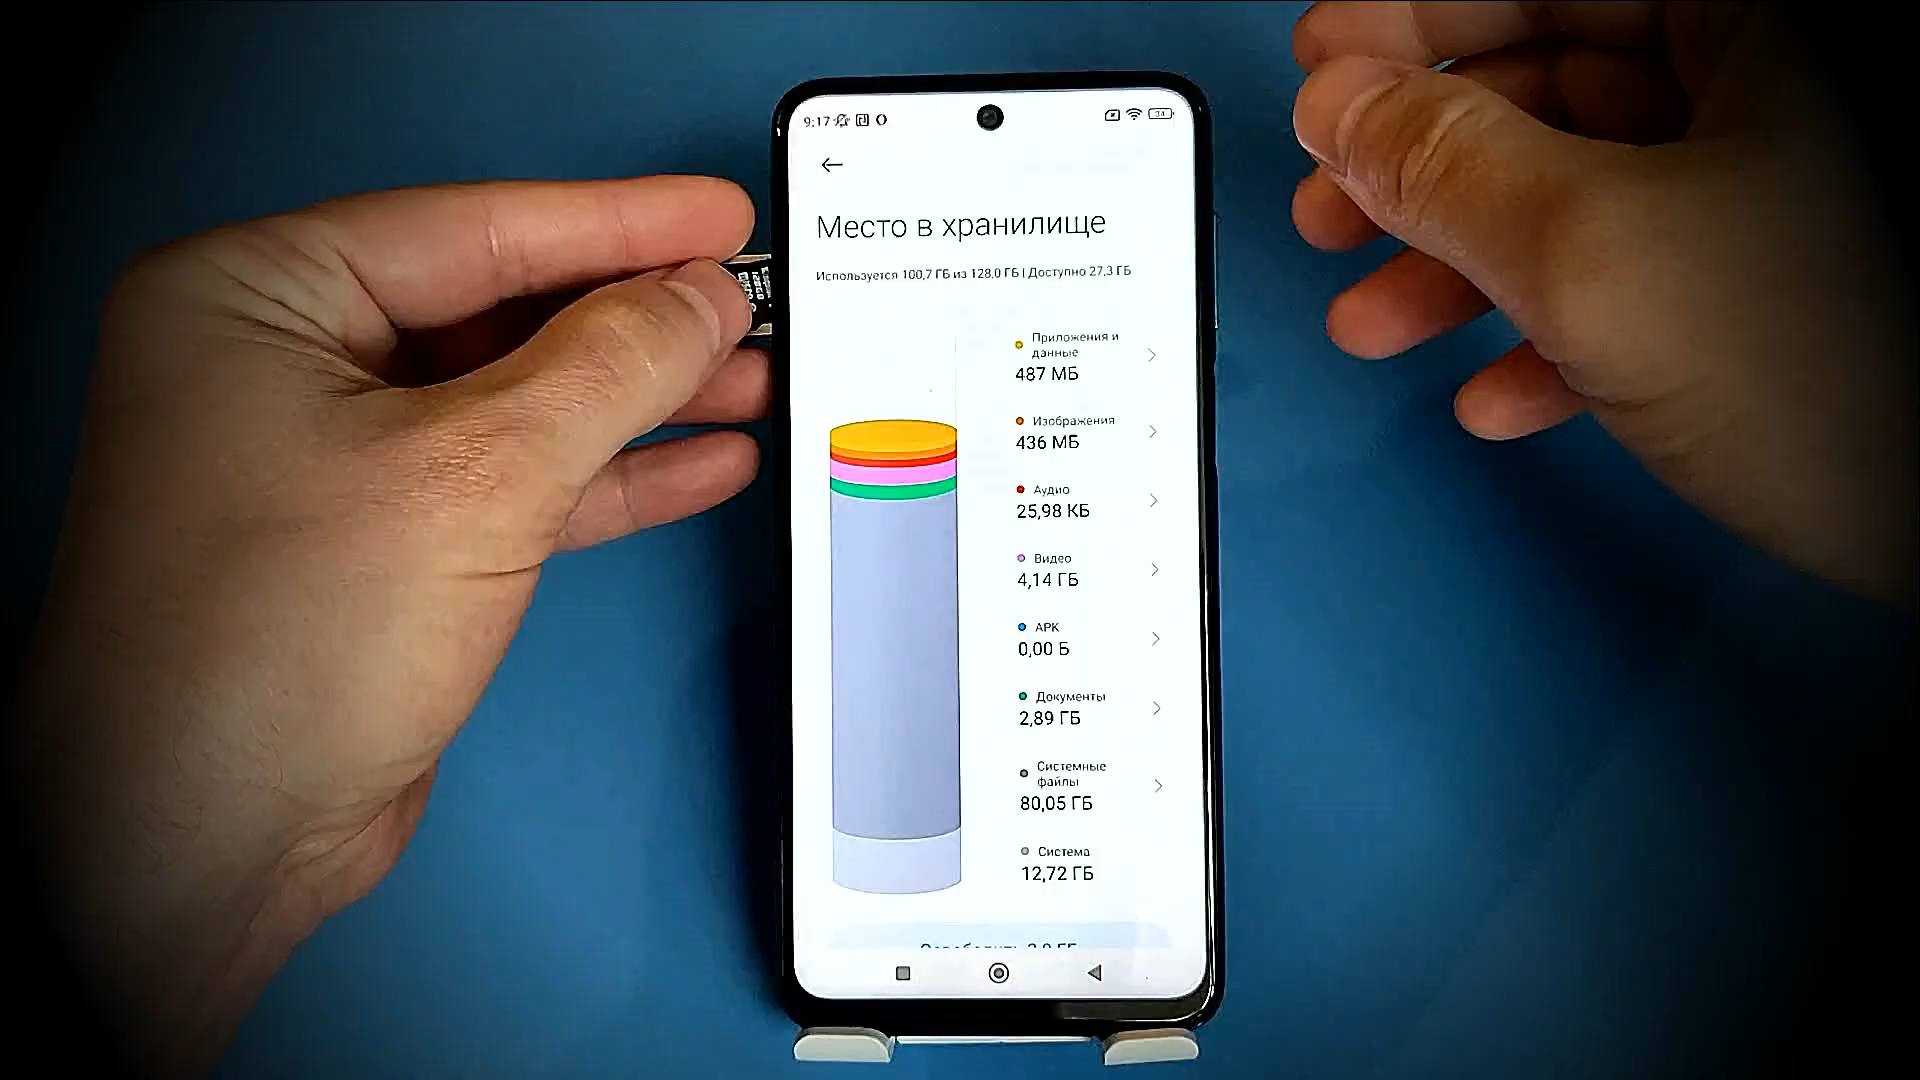 9:17
34
Место в хранилище
Используется 100,7 ГБ из 128,0 ГБ | Доступно 27,3 ГБ
Приложения и
данные
487 МБ
Изображения
436 МБ
Аудио
25,98 КБ
Видео
4,14 ГБ
APK
0,00 Б
Документы
2,89 ГБ
Системные
файлы
80,05 ГБ
Система
12,72 ГБ
128GB